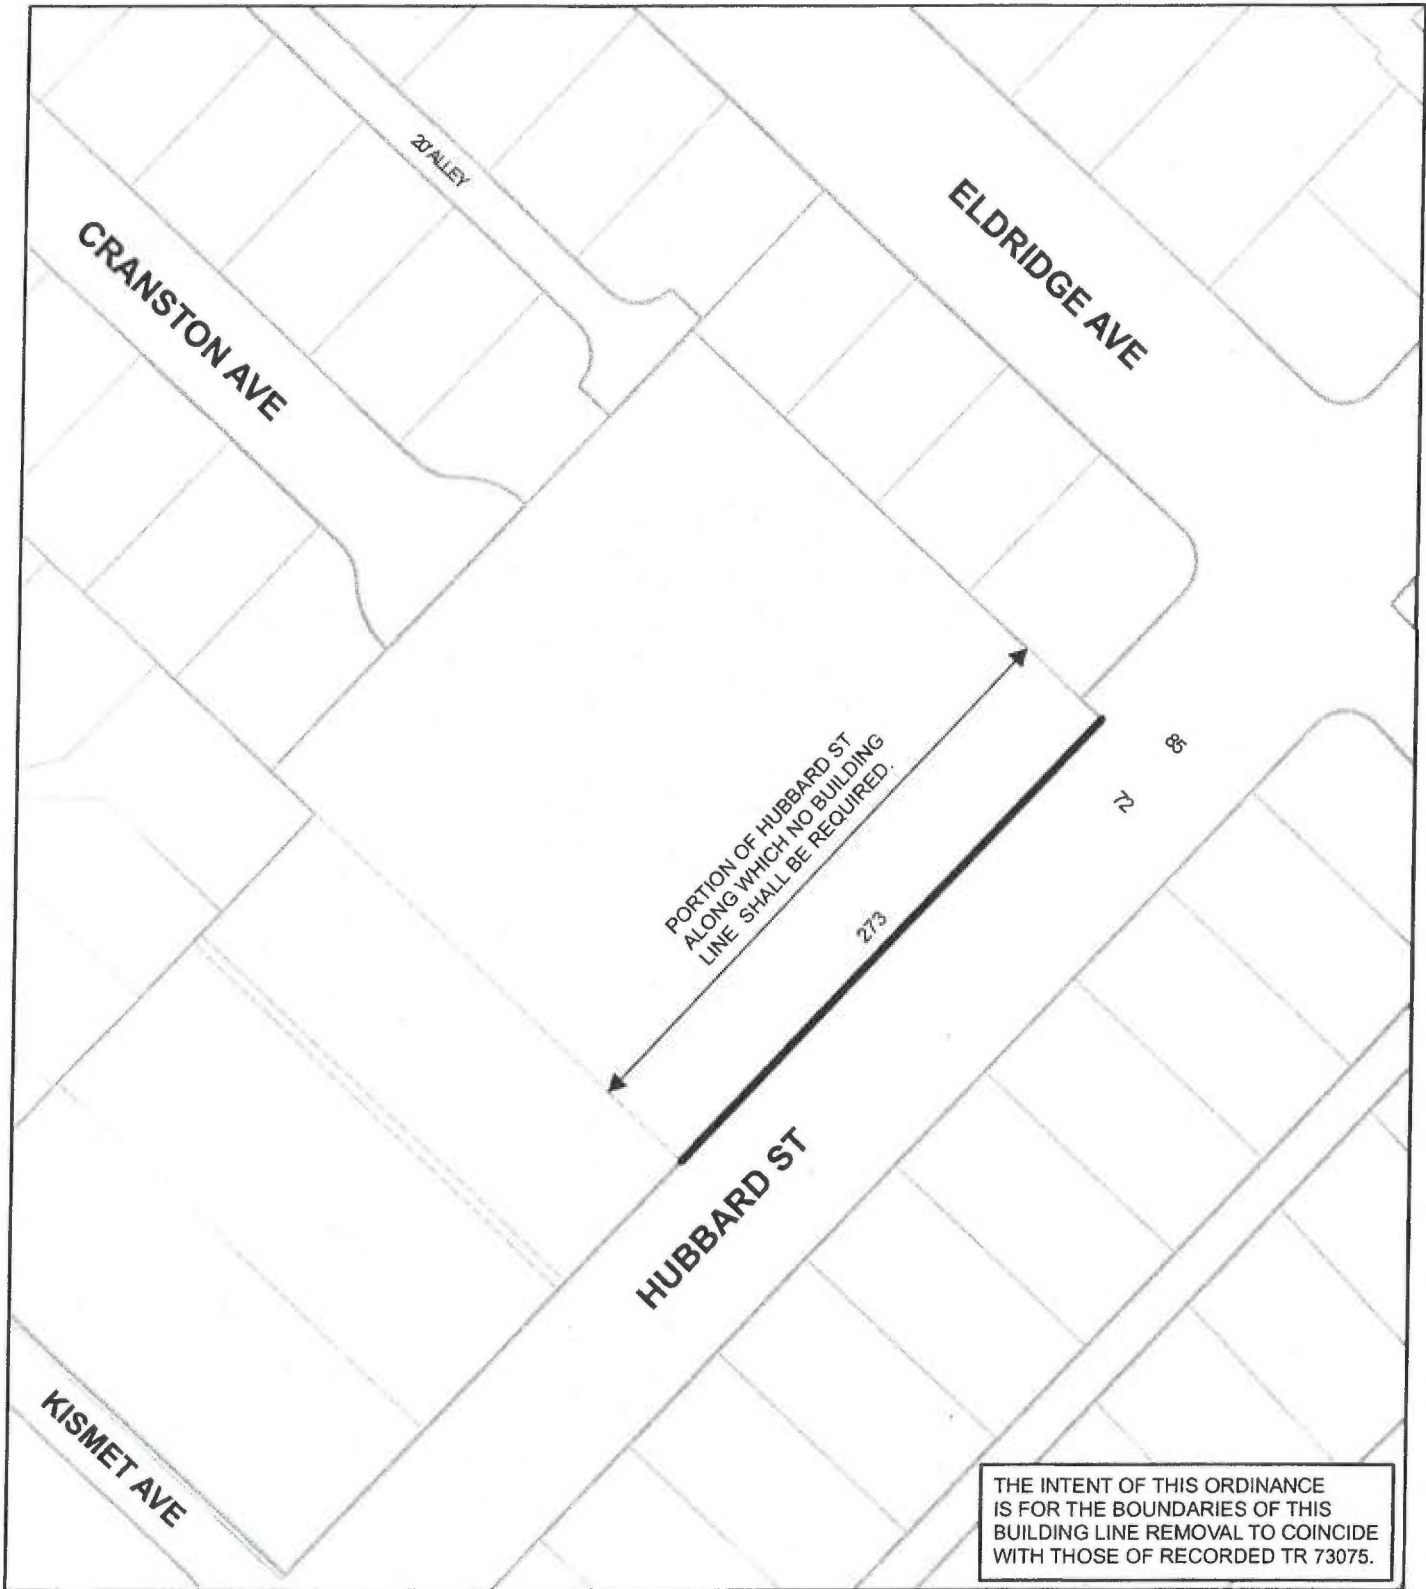 20' ALLEY
CRANSTON AVE
ELDRIDGE AVE
PORTION OF HUBBARD ST
ALONG WHICH NO BUILDING
LINE SHALL BE REQUIRED.
85
72
273
HUBBARD ST
KISMET AVE
THE INTENT OF THIS ORDINANCE
IS FOR THE BOUNDARIES OF THIS
BUILDING LINE REMOVAL TO COINCIDE
WITH THOSE OF RECORDED TR 73075.